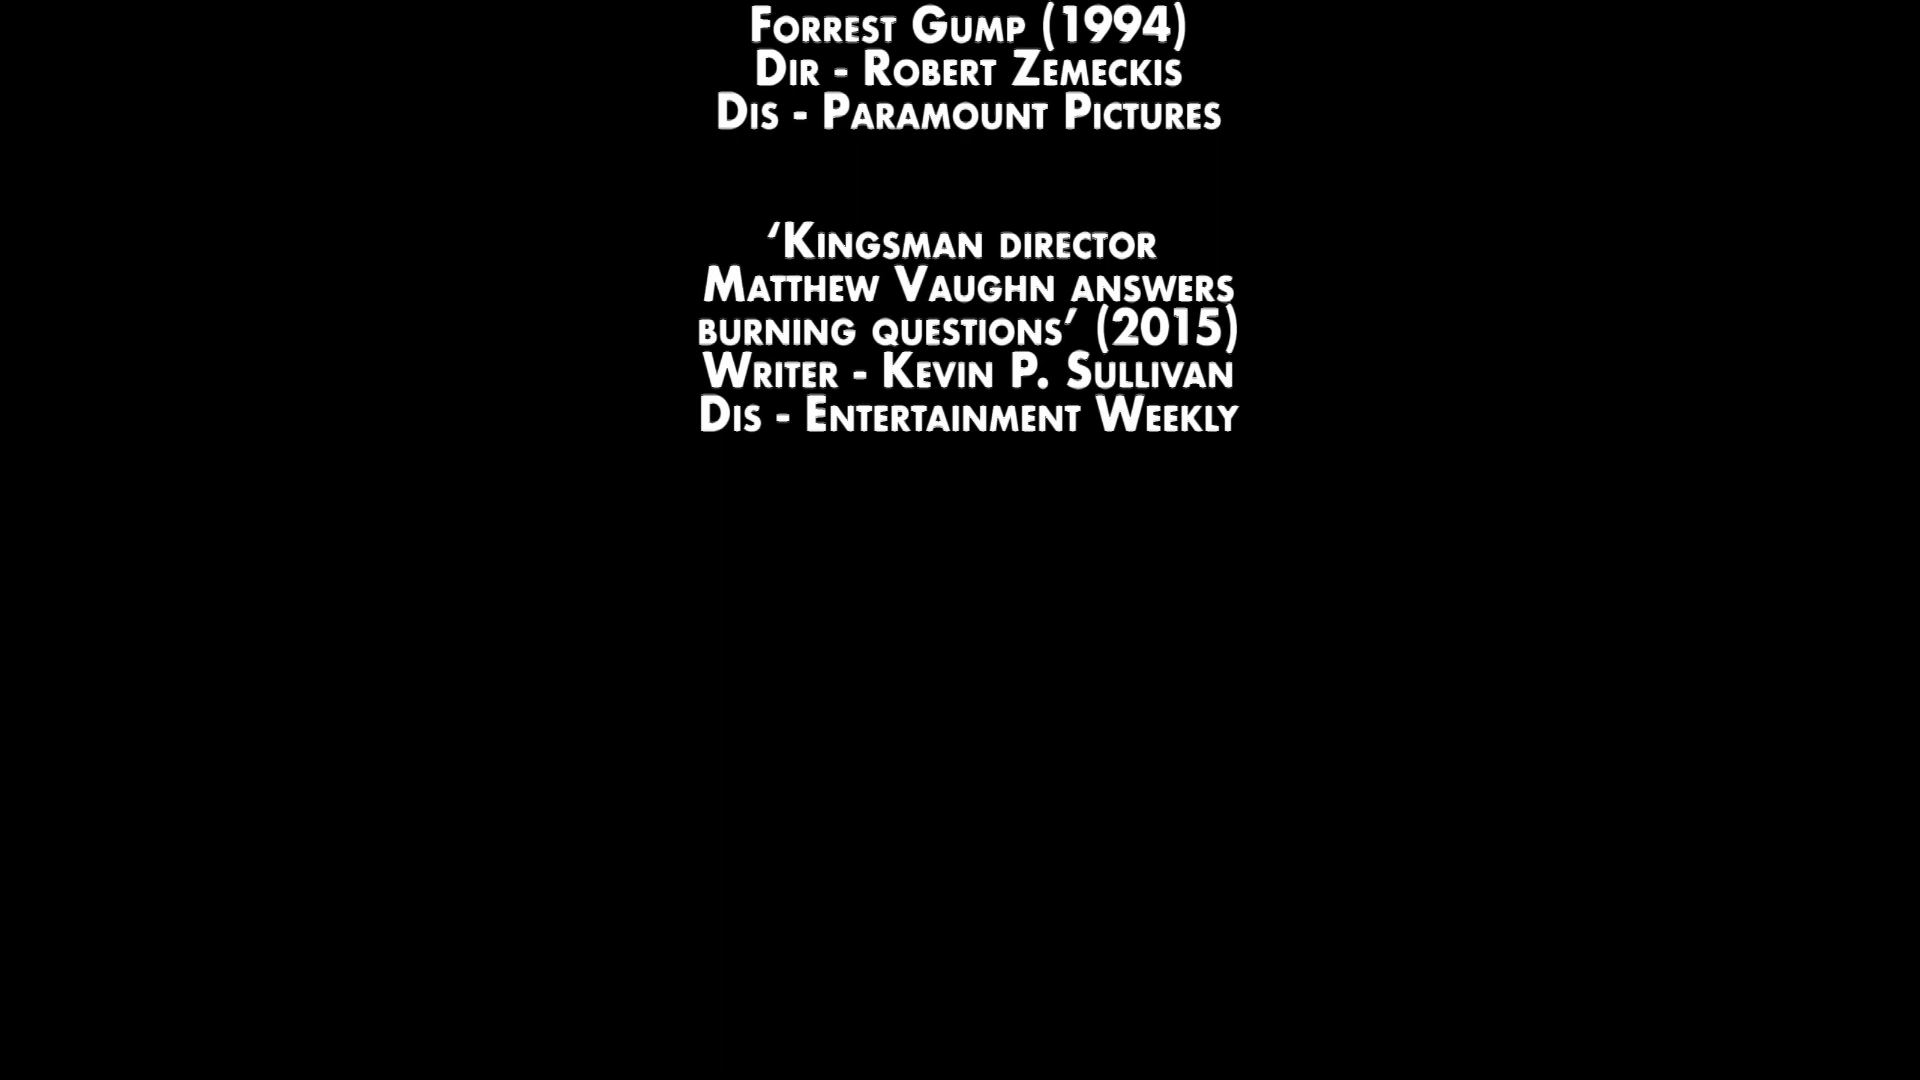 Forrest Gump (1994)
Dir - Robert Zemeckis
Dis - Paramount Pictures
‘Kingsman director
Matthew Vaughn answers
burning questions’ (2015)
Writer - Kevin P. Sullivan
Dis - Entertainment Weekly